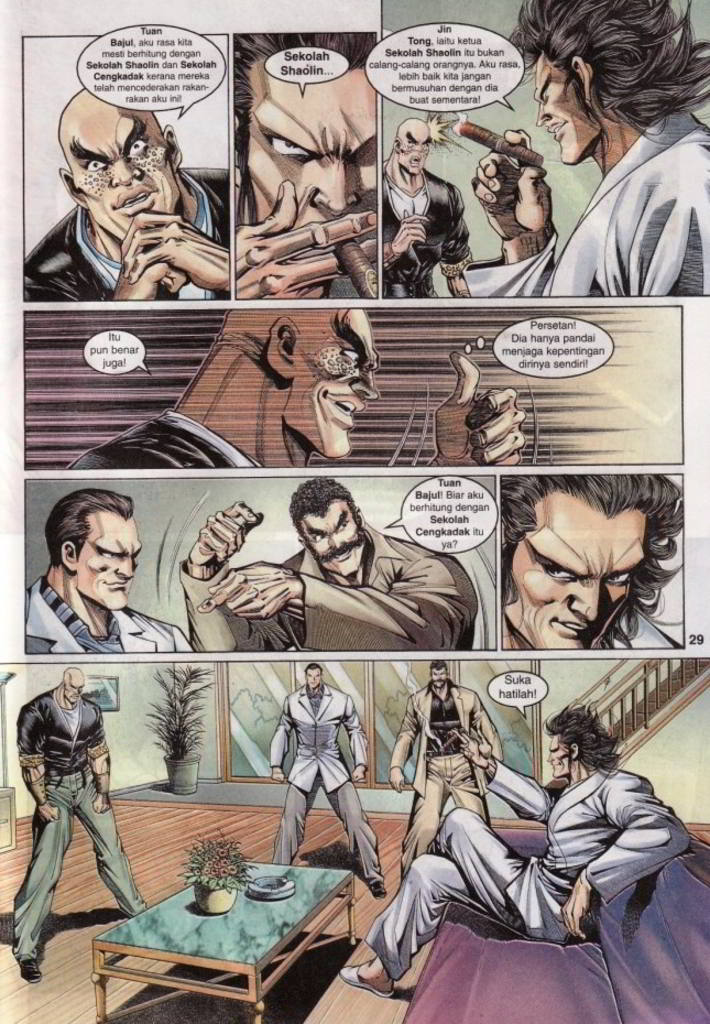 Tuan
Bajul, aku rasa kita
mesti berhitung dengan
Sekolah Shaolin dan Sekolah
Cengkadak kerana mereka
telah mencederakan rakan-
rakan aku ini!
Sekolah
Shaolin...
Jin
Tong, iaitu ketua
Sekolah Shaolin itu bukan
calang-calang orangnya. Aku rasa,
lebih baik kita jangan
bermusuhan dengan dia
buat sementara!
Itu
pun benar
juga!
Persetan!
Dia hanya pandai
menjaga kepentingan
dirinya sendiri!
Tuan
Bajul! Biar aku
berhitung dengan
Sekolah
Cengkadak itu
ya?
29
Suka
hatilah!